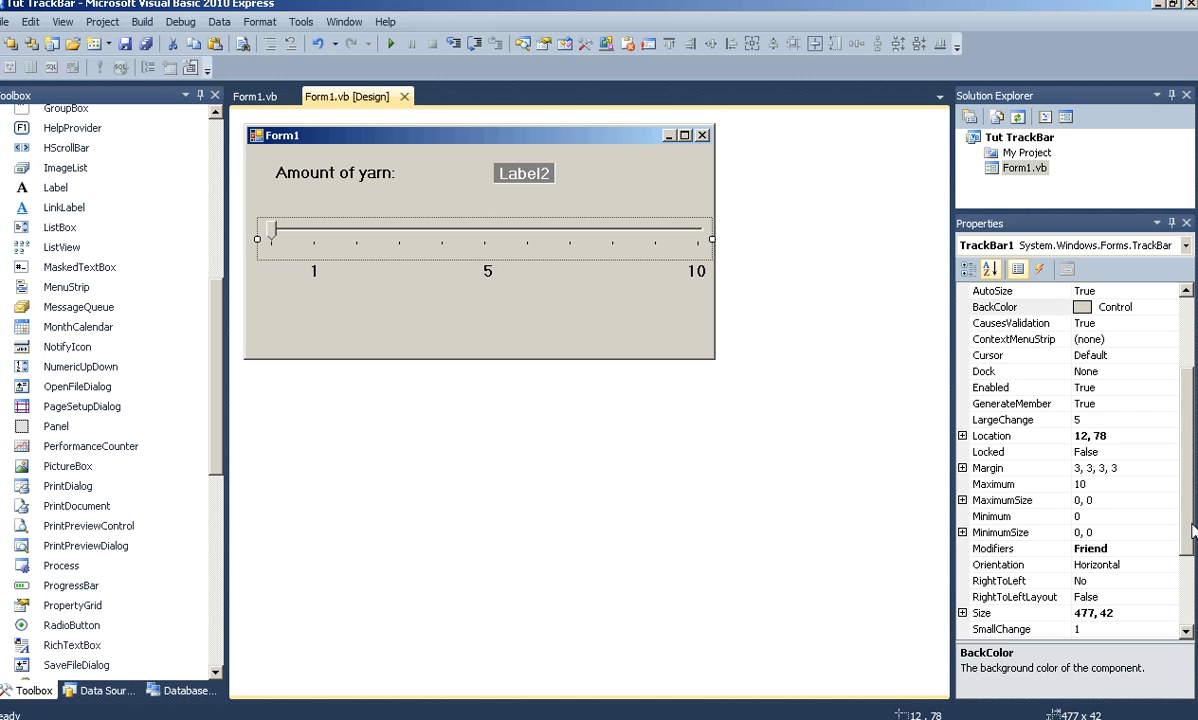 Tut TrackBar - Microsoft Visual Basic 2010 Express
File Edit View Project Build Debug Data Format Tools Window Help
Toolbox
GroupBox
HelpProvider
HScrollBar
ImageList
Label
LinkLabel
ListBox
ListView
MaskedTextBox
MenuStrip
MessageQueue
MonthCalendar
NotifyIcon
NumericUpDown
OpenFileDialog
PageSetupDialog
Panel
PerformanceCounter
PictureBox
PrintDialog
PrintDocument
PrintPreviewControl
PrintPreviewDialog
Process
ProgressBar
PropertyGrid
RadioButton
RichTextBox
SaveFileDialog
Toolbox Data Sour... Database...
Form1.vb Form1.vb [Design]
Form1
Amount of yarn: Label2
1 5 10
Solution Explorer
Tut TrackBar
My Project
Form1.vb
Properties
TrackBar1 System.Windows.Forms.TrackBar
AutoSize True
BackColor Control
CausesValidation True
ContextMenuStrip (none)
Cursor Default
Dock None
Enabled True
GenerateMember True
LargeChange 5
Location 12, 78
Locked False
Margin 3, 3, 3, 3
Maximum 10
MaximumSize 0, 0
Minimum 0
MinimumSize 0, 0
Modifiers Friend
Orientation Horizontal
RightToLeft No
RightToLeftLayout False
Size 477, 42
SmallChange 1
BackColor
The background color of the component.
eady 12 , 78 477 x 42